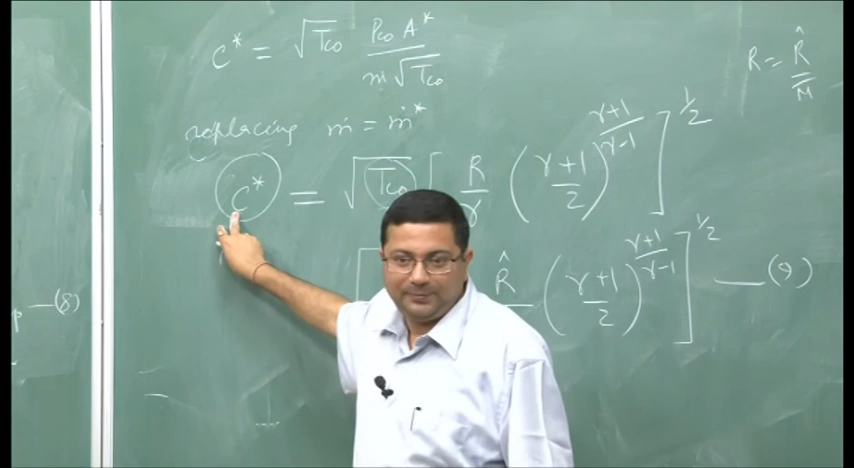 C* = √Tco Pco A* / ṁ √Tco
R = R̂ / M
replacing ṁ = ṁ*
C* = √Tco [ R/γ ( (γ+1)/2 )^((γ+1)/(γ-1)) ]^(1/2)
[ R̂ ( (γ+1)/2 )^((γ+1)/(γ-1)) ]^(1/2) — (9)
— (8)